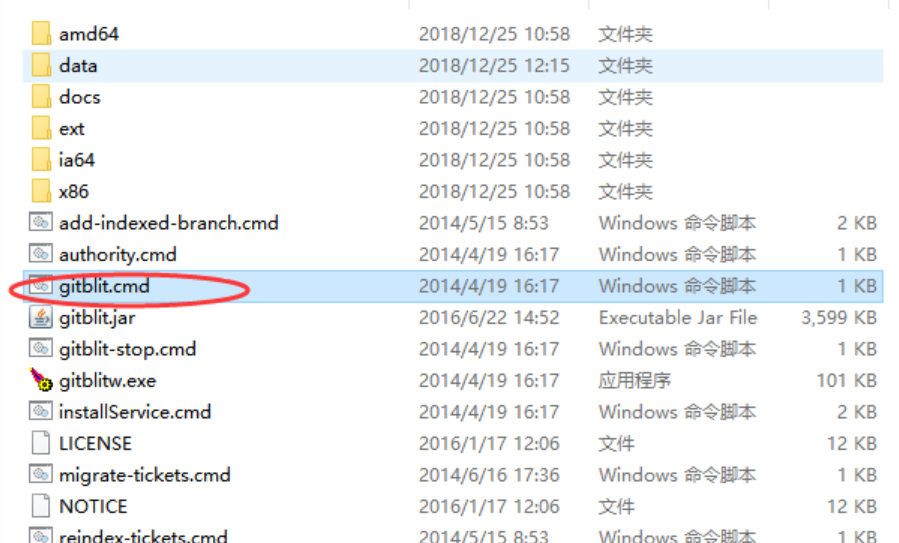 amd64 2018/12/25 10:58 文件夹
data 2018/12/25 12:15 文件夹
docs 2018/12/25 10:58 文件夹
ext 2018/12/25 10:58 文件夹
ia64 2018/12/25 10:58 文件夹
x86 2018/12/25 10:58 文件夹
add-indexed-branch.cmd 2014/5/15 8:53 Windows 命令脚本 2 KB
authority.cmd 2014/4/19 16:17 Windows 命令脚本 1 KB
gitblit.cmd 2014/4/19 16:17 Windows 命令脚本 1 KB
gitblit.jar 2016/6/22 14:52 Executable Jar File 3,599 KB
gitblit-stop.cmd 2014/4/19 16:17 Windows 命令脚本 1 KB
gitblitw.exe 2014/4/19 16:17 应用程序 101 KB
installService.cmd 2014/4/19 16:17 Windows 命令脚本 2 KB
LICENSE 2016/1/17 12:06 文件 12 KB
migrate-tickets.cmd 2014/6/16 17:36 Windows 命令脚本 1 KB
NOTICE 2016/1/17 12:06 文件 12 KB
reindex-tickets.cmd 2014/5/15 8:53 Windows 命令脚本 1 KB